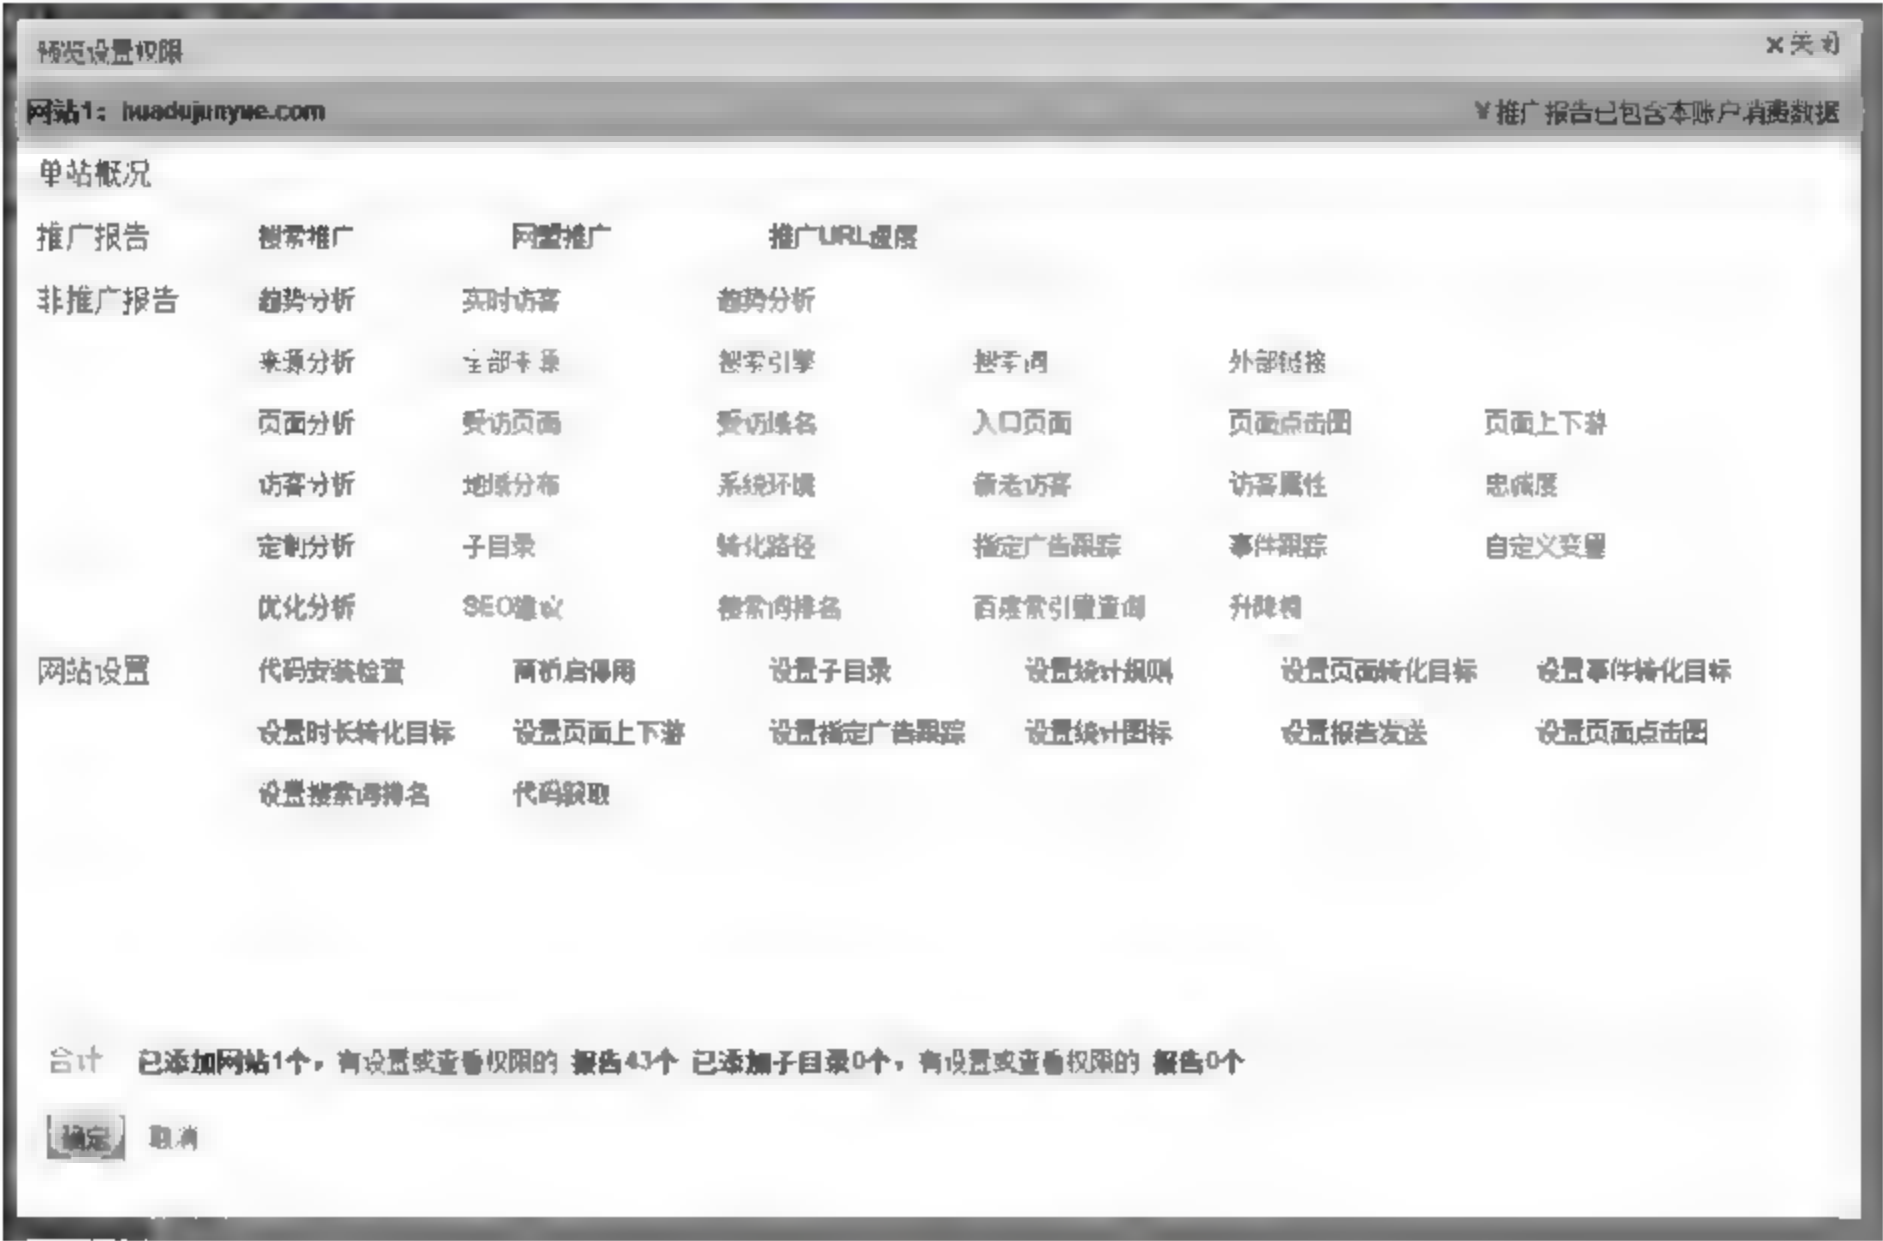 预览设置权限 ×关闭
网站1：huadujunyue.com ¥推广报告已包含本账户消费数据
单站概况
推广报告 搜索推广 网盟推广 推广URL速度
非推广报告 趋势分析 实时访客 趋势分析
来源分析 全部来源 搜索引擎 搜索词 外部链接
页面分析 受访页面 受访域名 入口页面 页面点击图 页面上下游
访客分析 地域分布 系统环境 新老访客 访客属性 忠诚度
定制分析 子目录 转化路径 指定广告跟踪 事件跟踪 自定义变量
优化分析 SEO建议 搜索词排名 百度索引量查询 升降榜
网站设置 代码安装检查 商桥启停用 设置子目录 设置统计规则 设置页面转化目标 设置事件转化目标
设置时长转化目标 设置页面上下游 设置指定广告跟踪 设置统计图标 设置报告发送 设置页面点击图
设置搜索词排名 代码获取
合计 已添加网站1个，有设置或查看权限的 报告43个 已添加子目录0个，有设置或查看权限的 报告0个
确定 取消